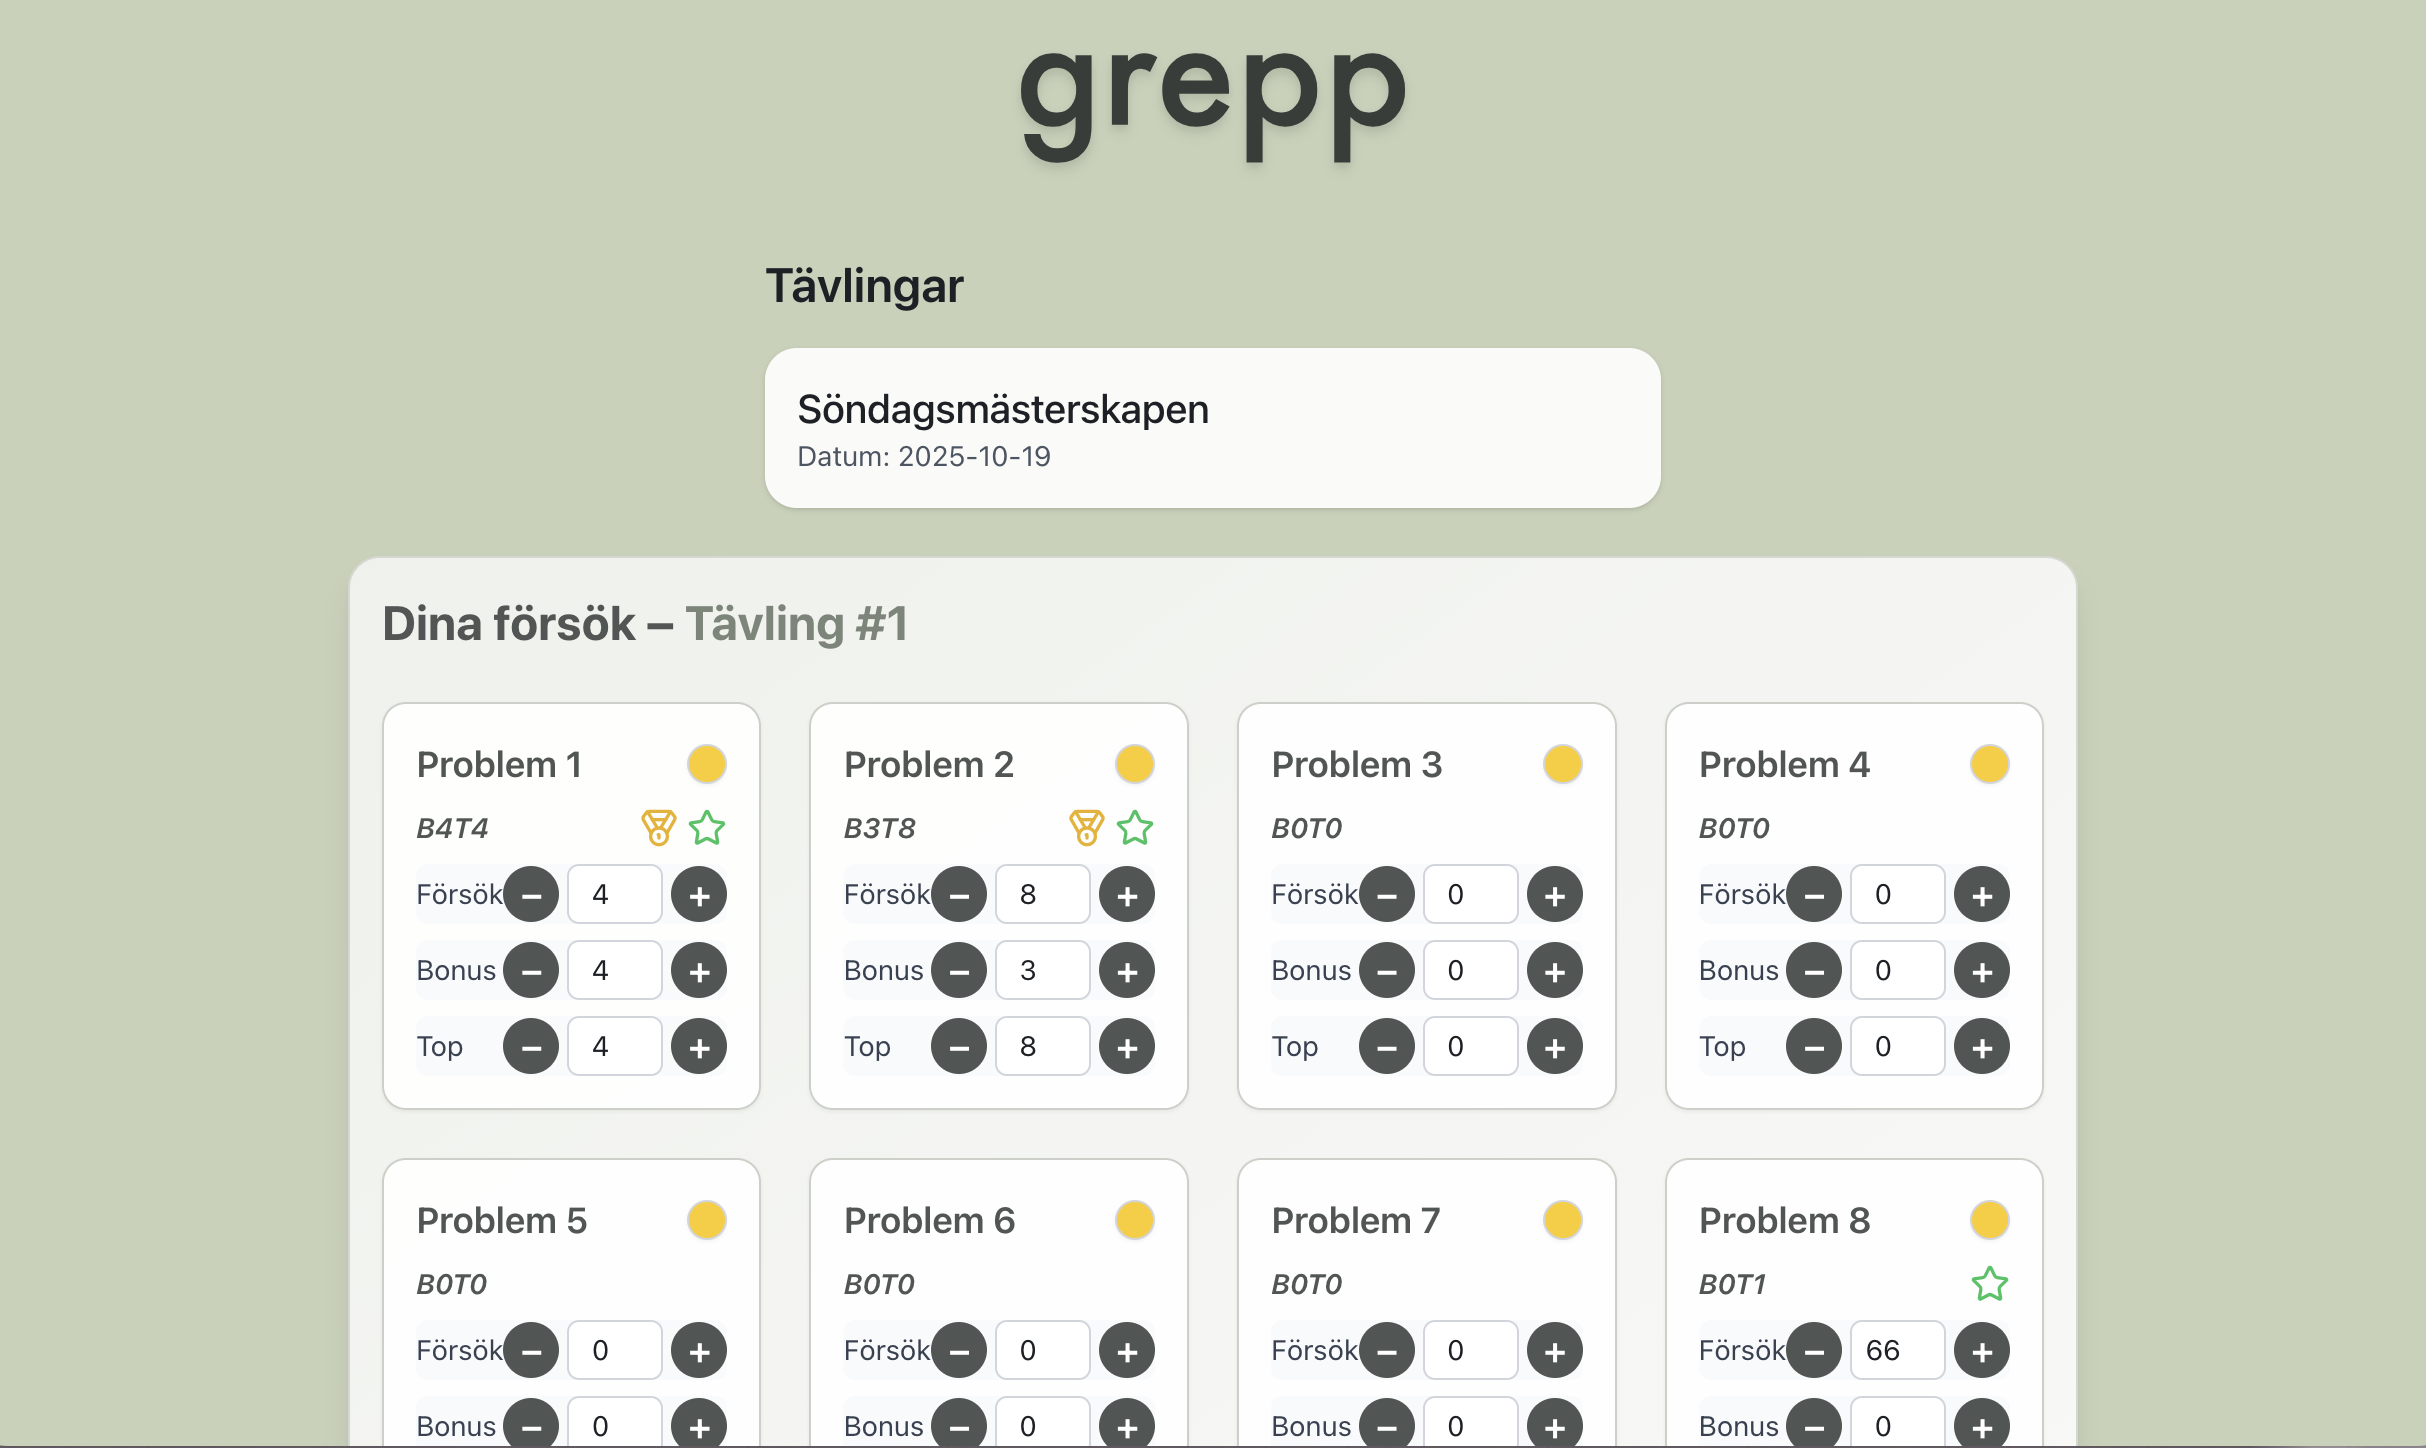 grepp
Tävlingar
Söndagsmästerskapen
Datum: 2025-10-19
Dina försök – Tävling #1
Problem 1
B4T4
Försök − 4 +
Bonus − 4 +
Top − 4 +
Problem 2
B3T8
Försök − 8 +
Bonus − 3 +
Top − 8 +
Problem 3
B0T0
Försök − 0 +
Bonus − 0 +
Top − 0 +
Problem 4
B0T0
Försök − 0 +
Bonus − 0 +
Top − 0 +
Problem 5
B0T0
Försök − 0 +
Bonus − 0 +
Problem 6
B0T0
Försök − 0 +
Bonus − 0 +
Problem 7
B0T0
Försök − 0 +
Bonus − 0 +
Problem 8
B0T1
Försök − 66 +
Bonus − 0 +